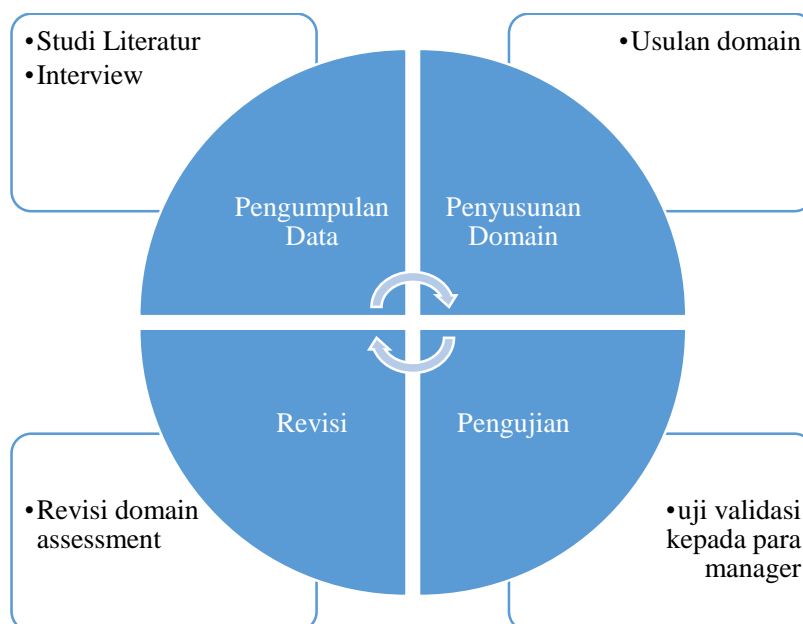 •Studi Literatur
•Interview
•Usulan domain
Pengumpulan
Data
Penyusunan
Domain
Revisi
Pengujian
•Revisi domain
assessment
•uji validasi
kepada para
manager